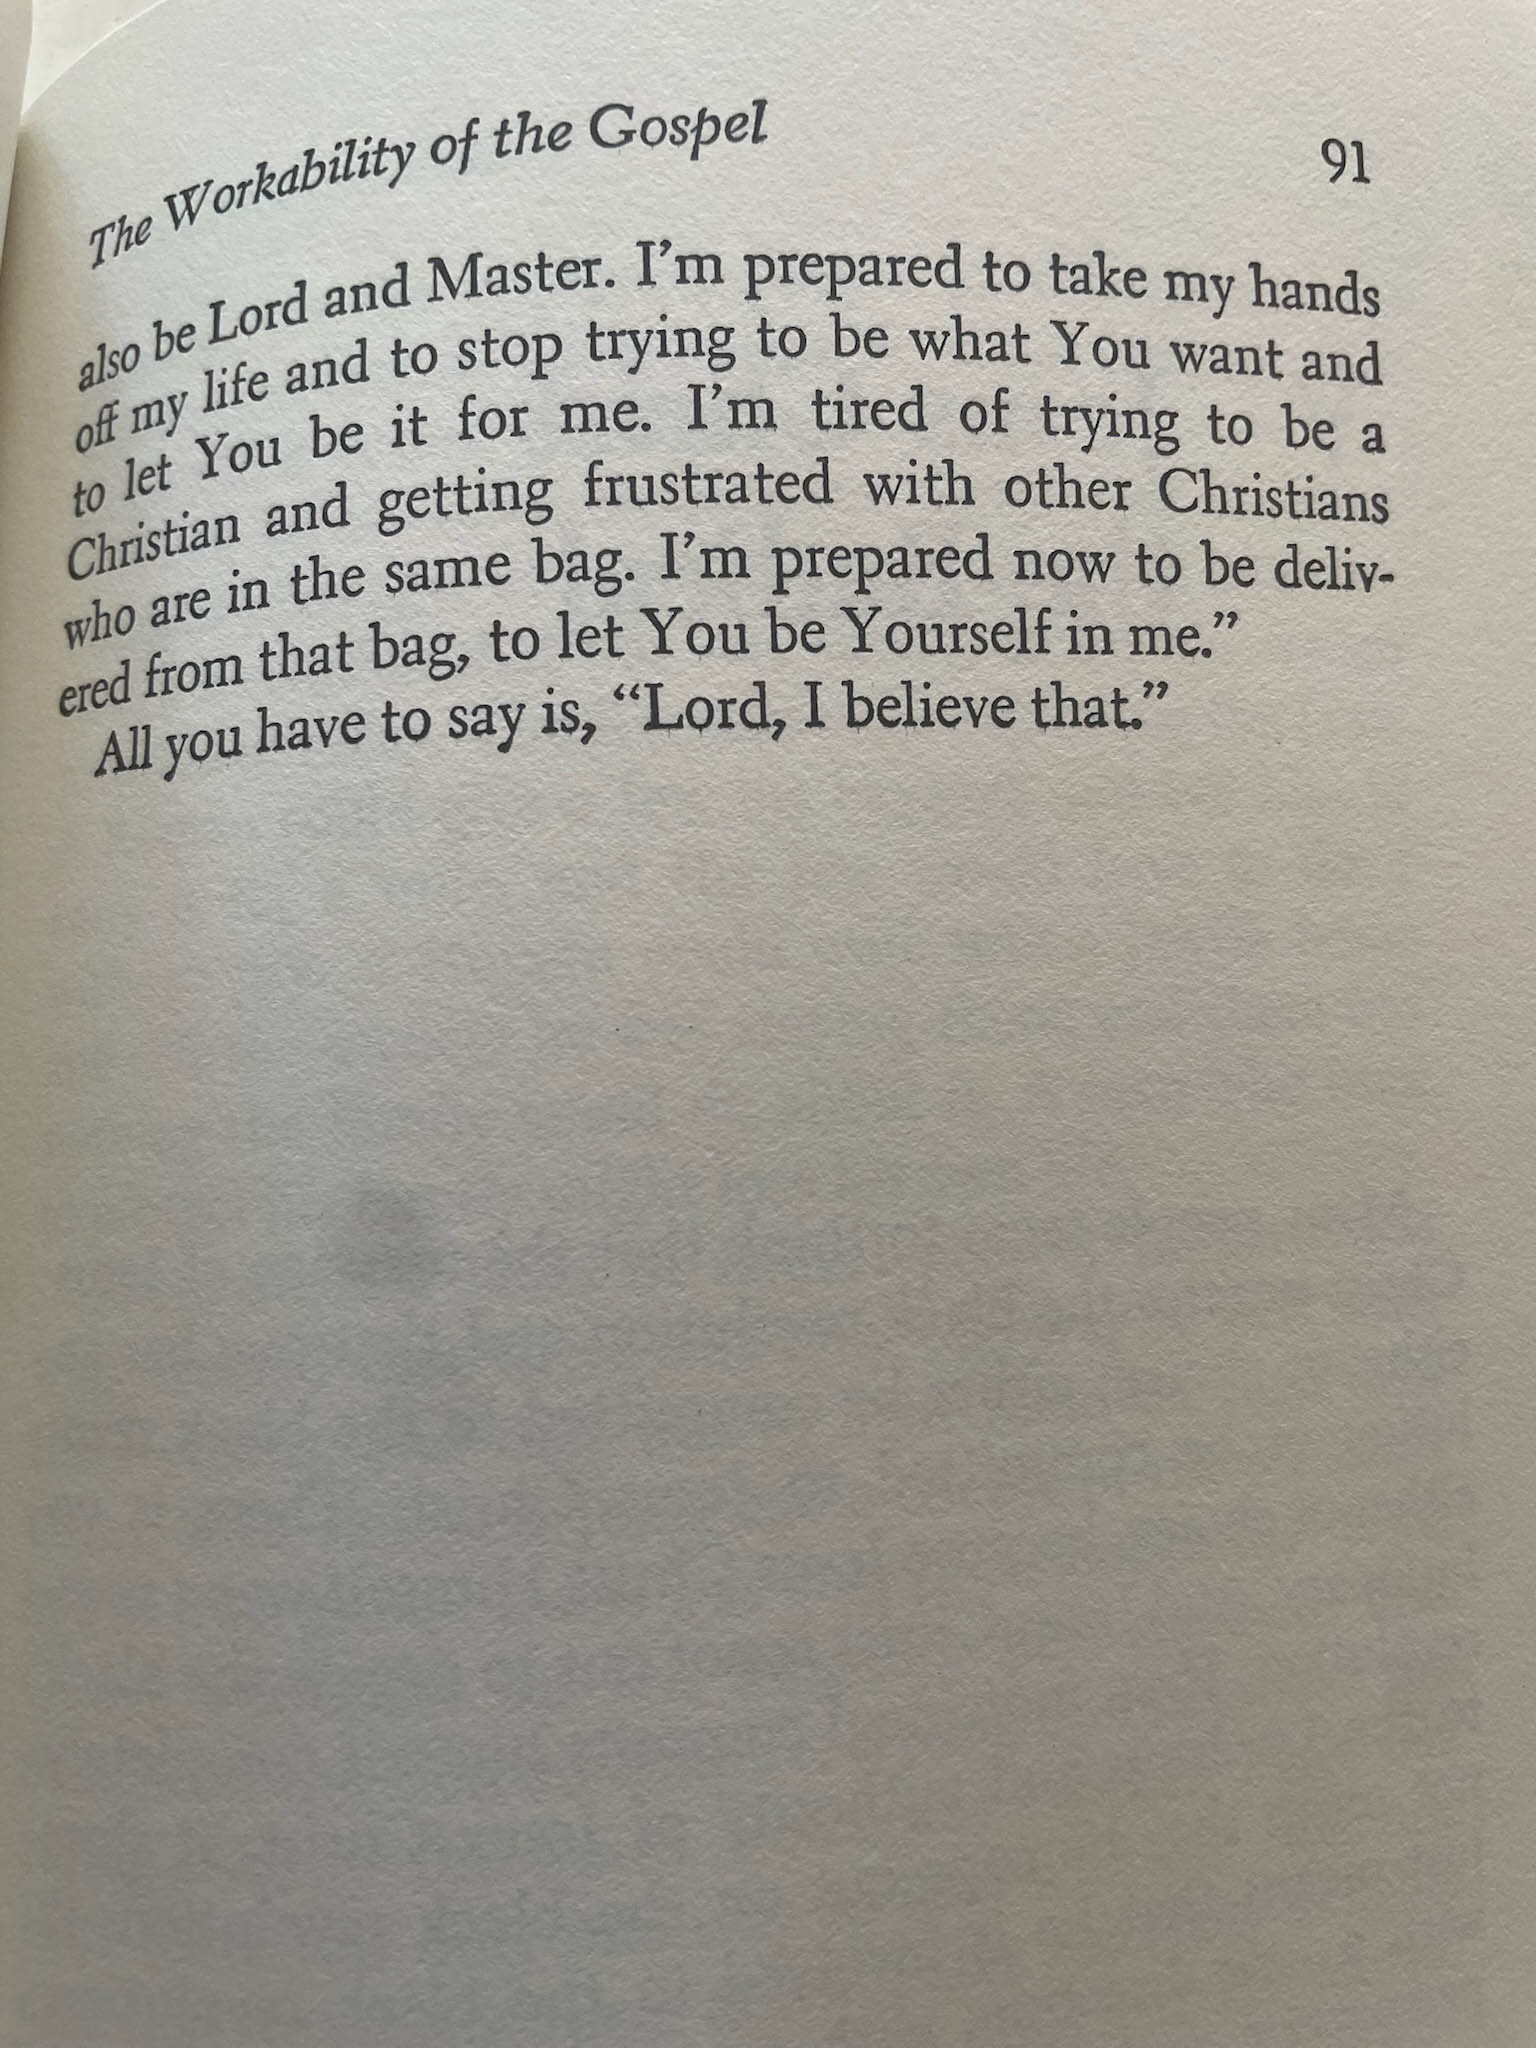 The Workability of the Gospel 91
also be Lord and Master. I’m prepared to take my hands
off my life and to stop trying to be what You want and
to let You be it for me. I’m tired of trying to be a
Christian and getting frustrated with other Christians
who are in the same bag. I’m prepared now to be deliv-
ered from that bag, to let You be Yourself in me.”
All you have to say is, “Lord, I believe that.”